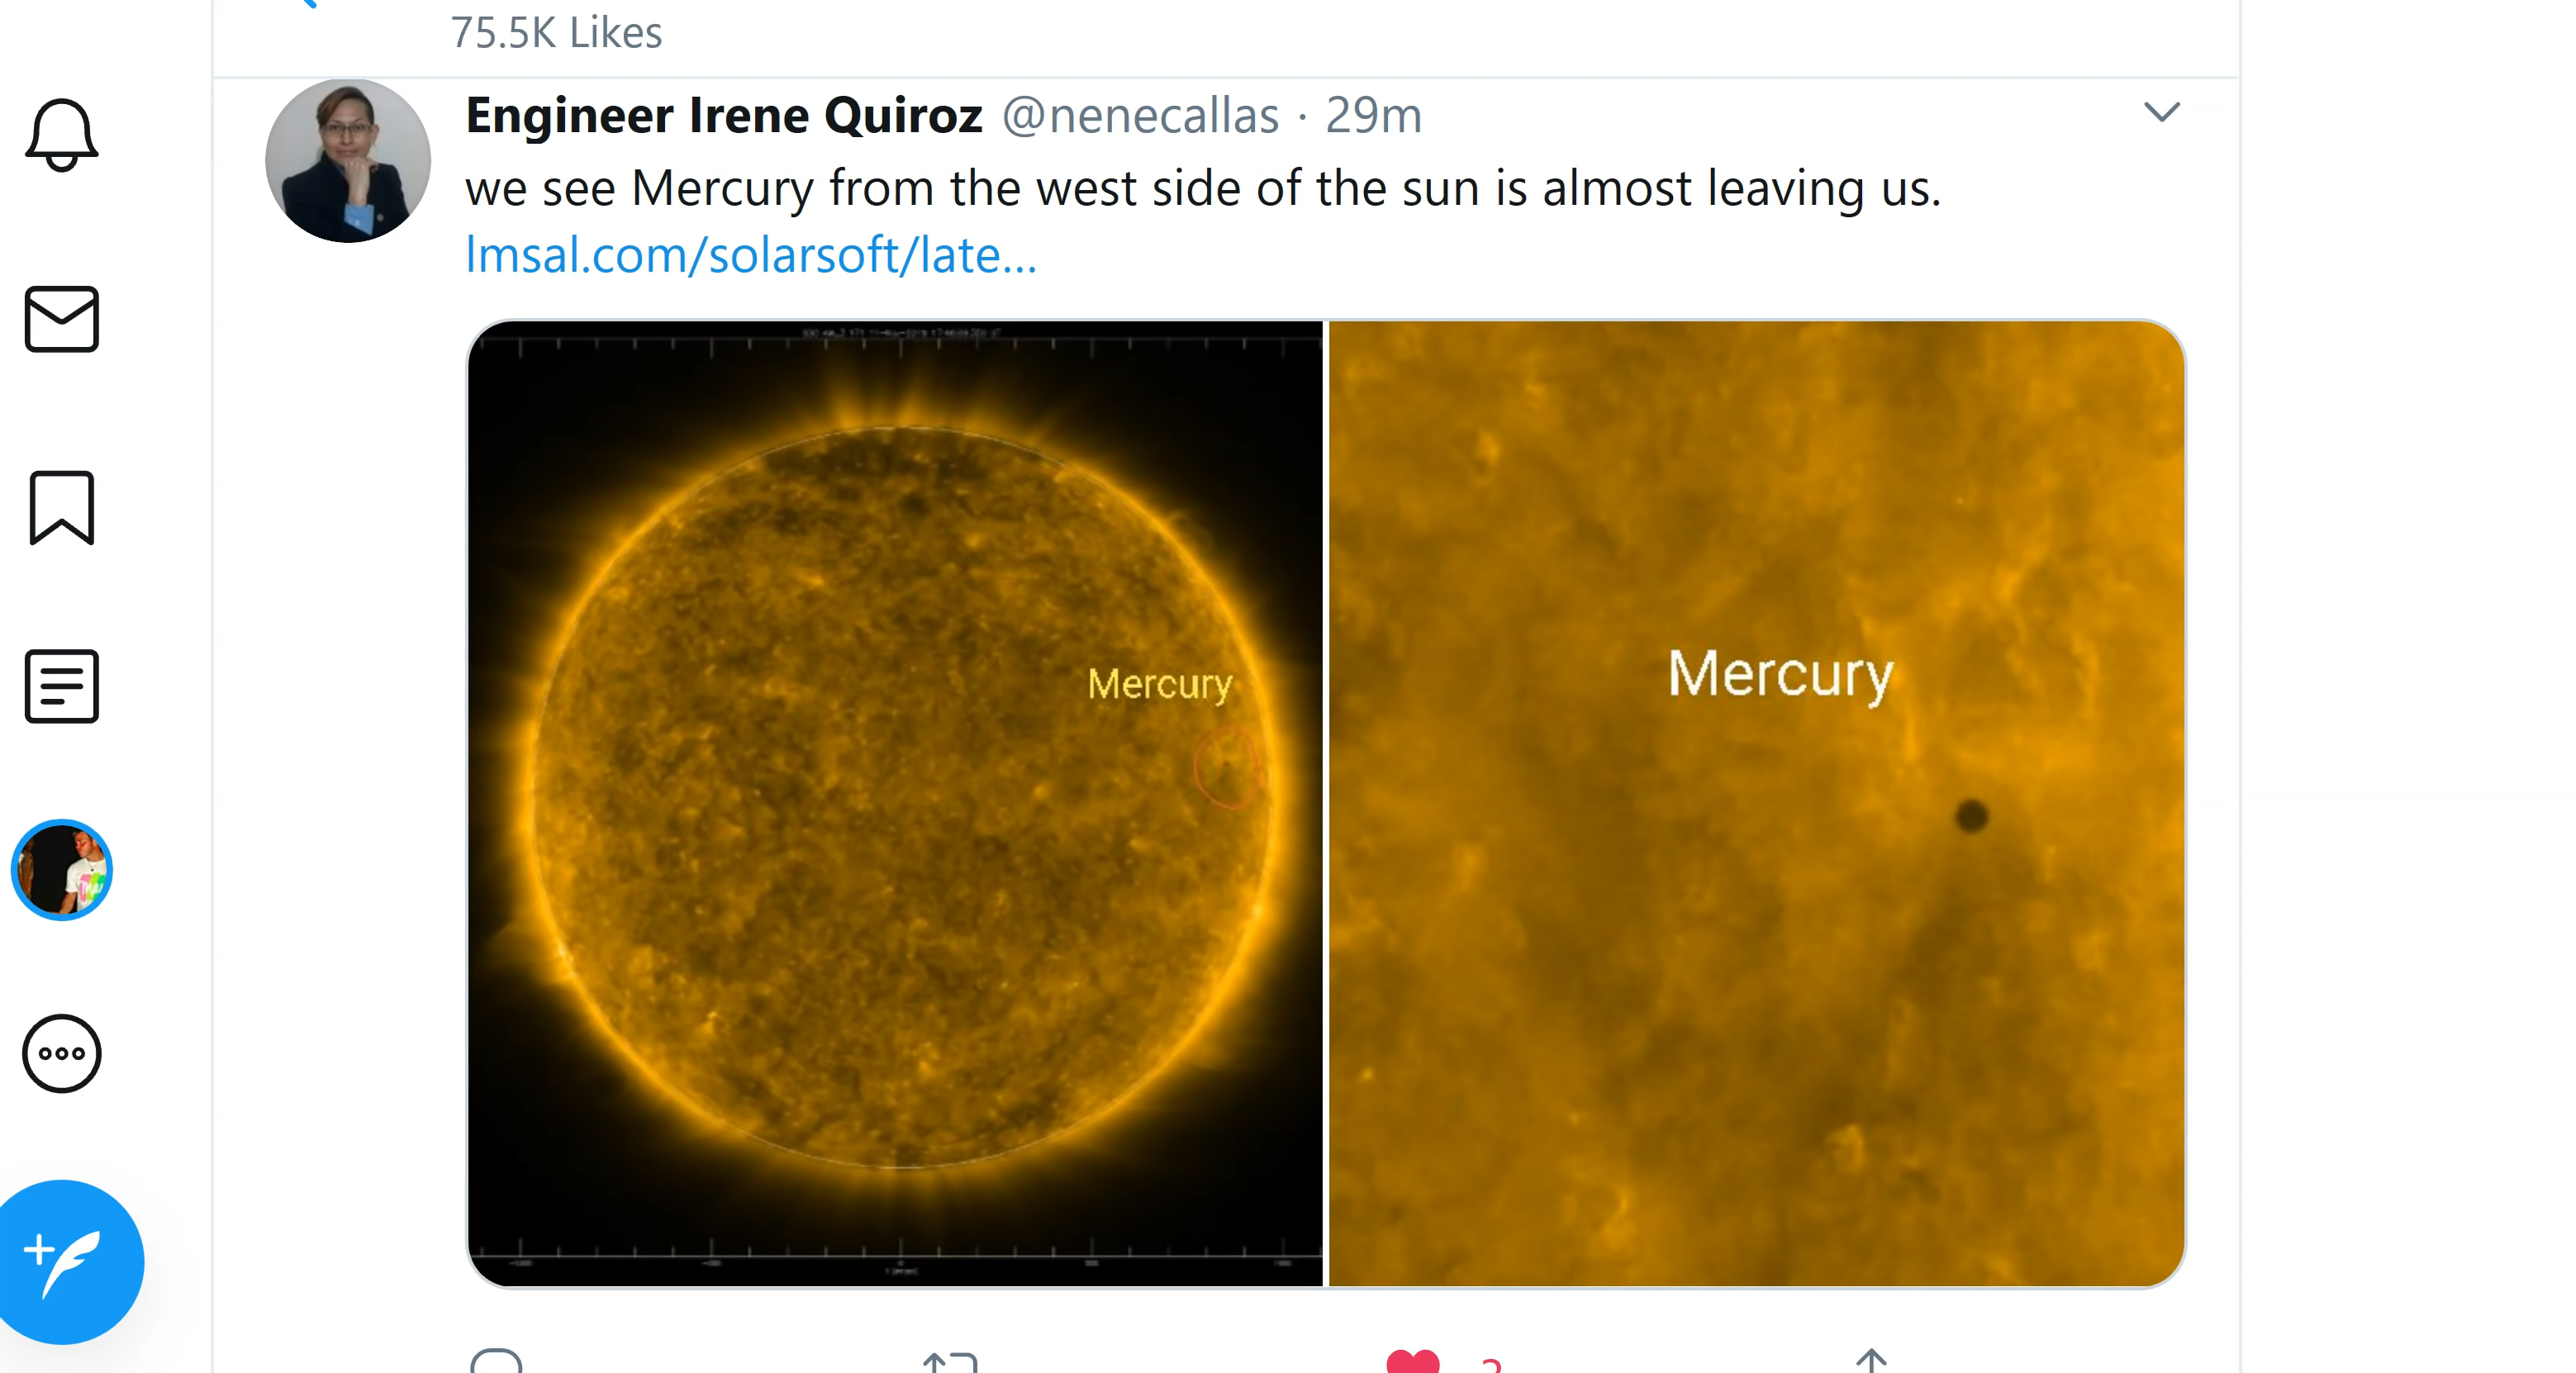 75.5K Likes
Engineer Irene Quiroz @nenecallas · 29m
we see Mercury from the west side of the sun is almost leaving us.
lmsal.com/solarsoft/late...
Mercury
Mercury